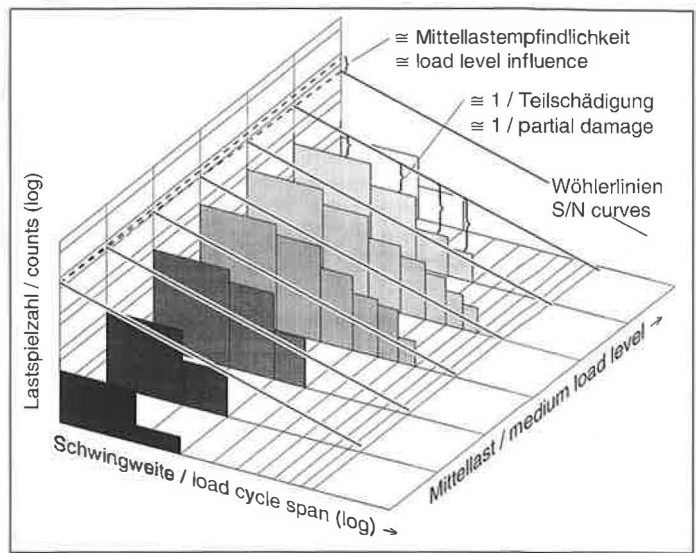 ≅ Mittellastempfindlichkeit
≅ load level influence
≅ 1 / Teilschädigung
≅ 1 / partial damage
Wöhlerlinien
S/N curves
Lastspielzahl / counts (log)
Mittellast / medium load level →
Schwingweite / load cycle span (log) →